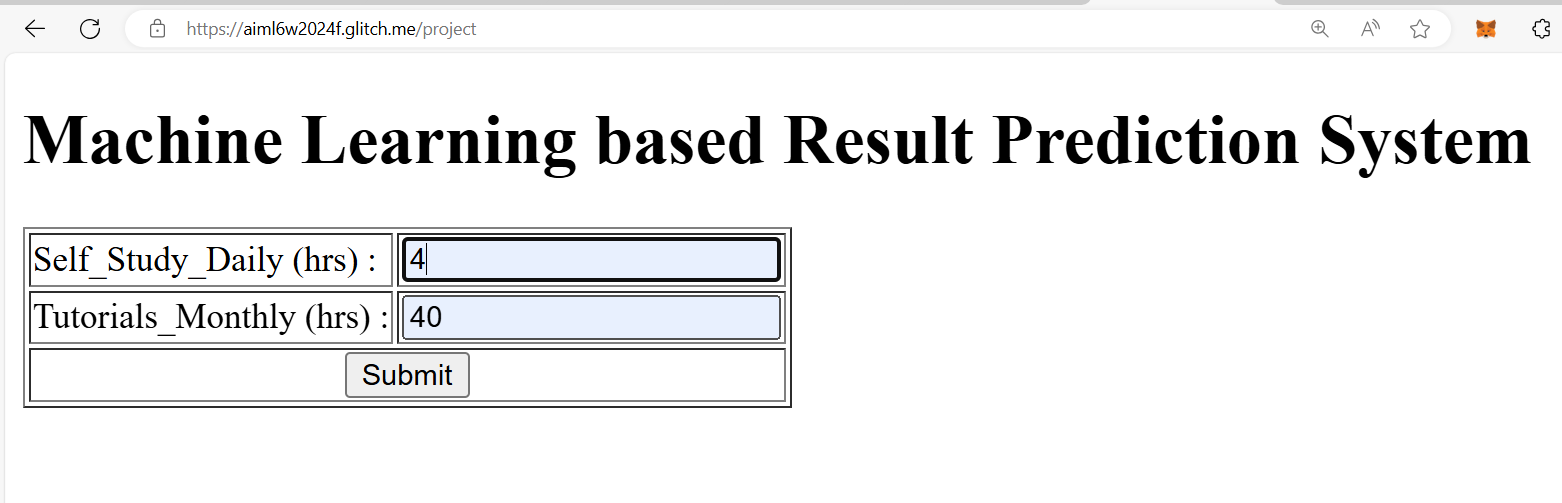 https://aiml6w2024f.glitch.me/project
Machine Learning based Result Prediction System
Self_Study_Daily (hrs) : 4
Tutorials_Monthly (hrs) : 40
Submit